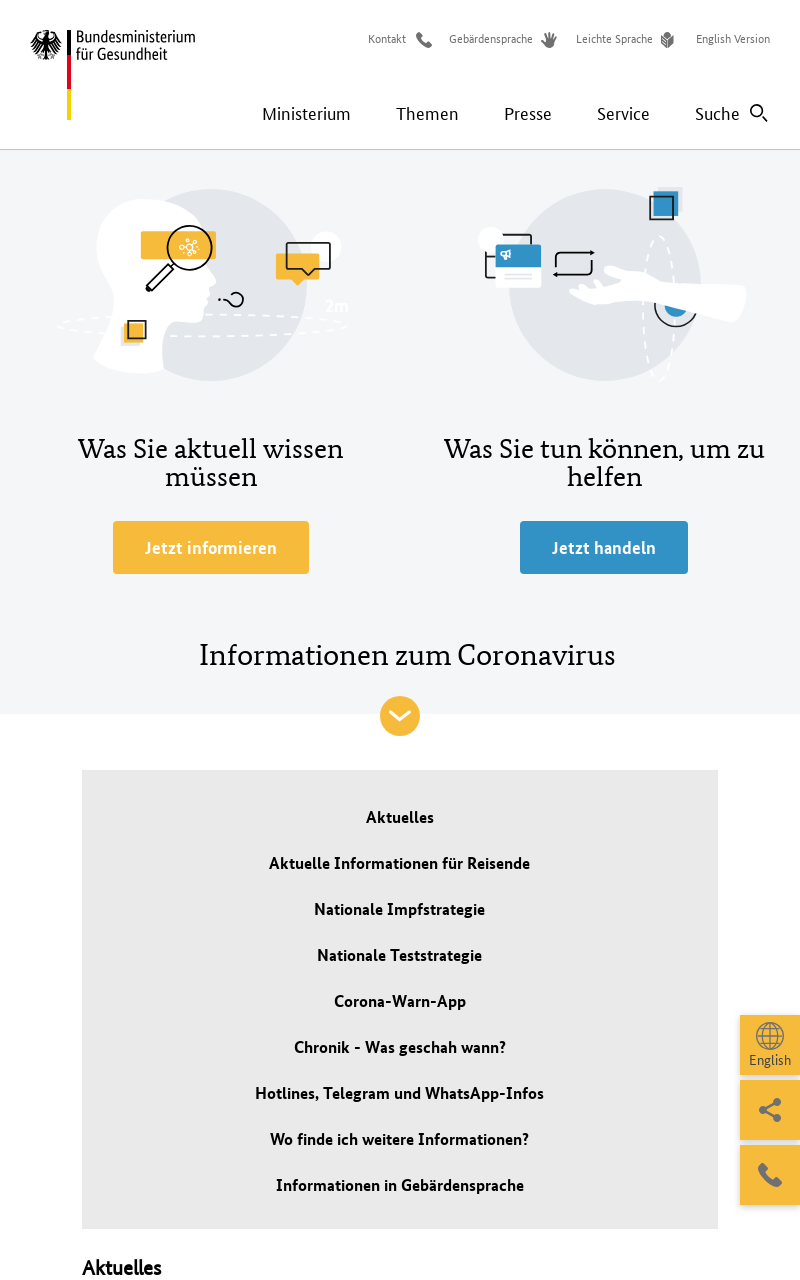 Bundesministerium
für Gesundheit
Kontakt
Gebärdensprache
Leichte Sprache
English Version
Ministerium
Themen
Presse
Service
Suche
2m
Was Sie aktuell wissen
müssen
Jetzt informieren
Was Sie tun können, um zu
helfen
Jetzt handeln
Informationen zum Coronavirus
Aktuelles
Aktuelle Informationen für Reisende
Nationale Impfstrategie
Nationale Teststrategie
Corona-Warn-App
Chronik - Was geschah wann?
Hotlines, Telegram und WhatsApp-Infos
Wo finde ich weitere Informationen?
Informationen in Gebärdensprache
English
Aktuelles